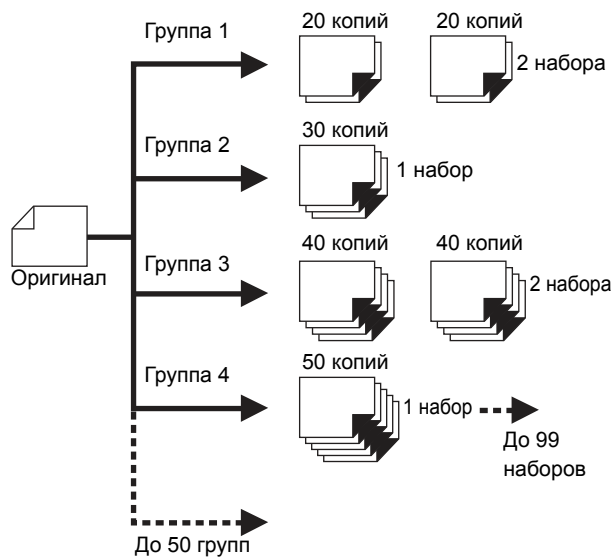 Группа 1
20 копий
20 копий
2 набора
Группа 2
30 копий
1 набор
Оригинал
Группа 3
40 копий
40 копий
2 набора
Группа 4
50 копий
1 набор
До 99
наборов
До 50 групп